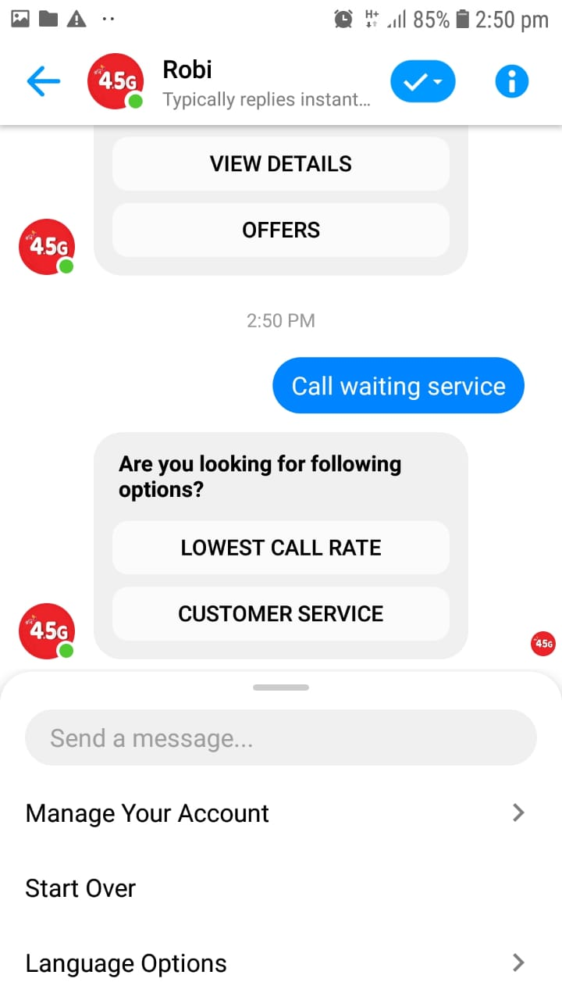 H+ 85% 2:50 pm
4.5G
Robi
Typically replies instant...
VIEW DETAILS
OFFERS
4.5G
2:50 PM
Call waiting service
Are you looking for following
options?
LOWEST CALL RATE
CUSTOMER SERVICE
4.5G
4.5G
Send a message...
Manage Your Account
Start Over
Language Options